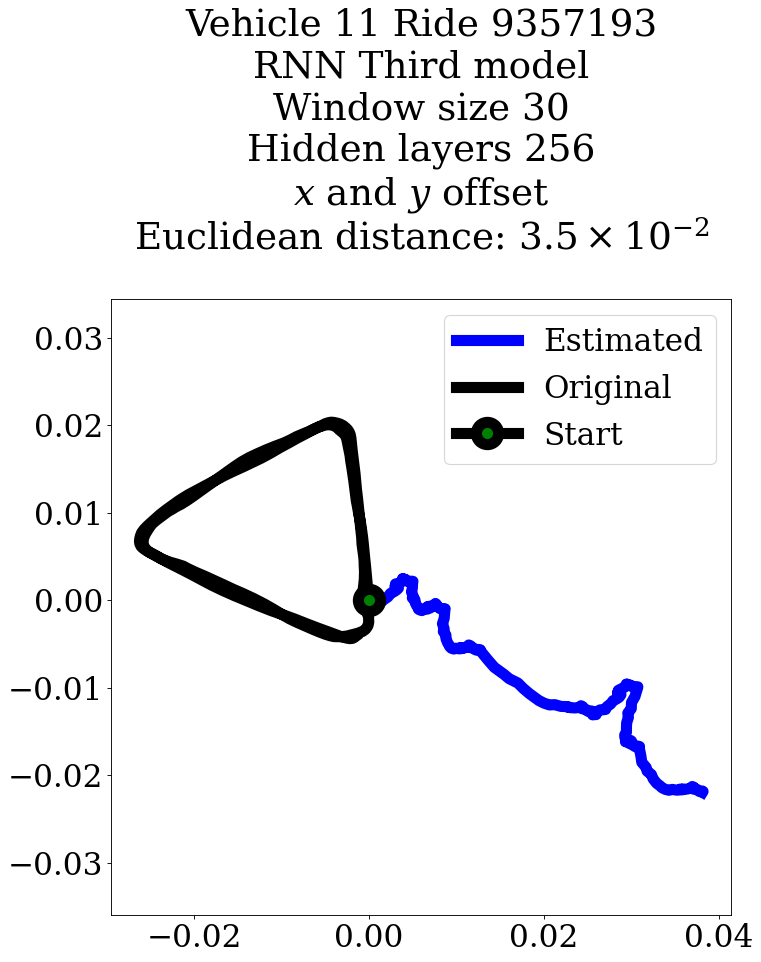 Vehicle 11 Ride 9357193
RNN Third model
Window size 30
Hidden layers 256
x and y offset
Euclidean distance: 3.5 × 10⁻²
Estimated
Original
Start
0.03
0.02
0.01
0.00
−0.01
−0.02
−0.03
−0.02 0.00 0.02 0.04